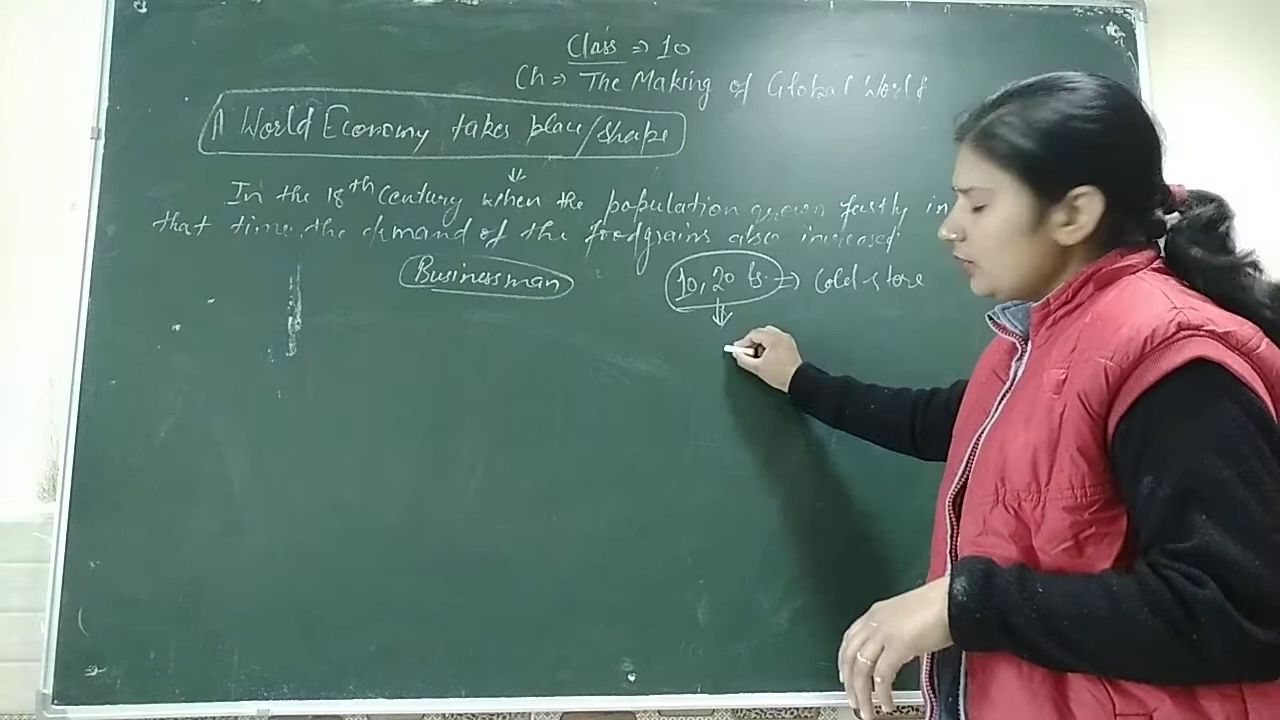 Class ⇒ 10
Ch ⇒ The Making of Global World
A World Economy takes place/shape
In the 18th century when the population grown fastly in
that time, the demand of the foodgrains also increased
Businessman
10, 20 ⇒ Cold store